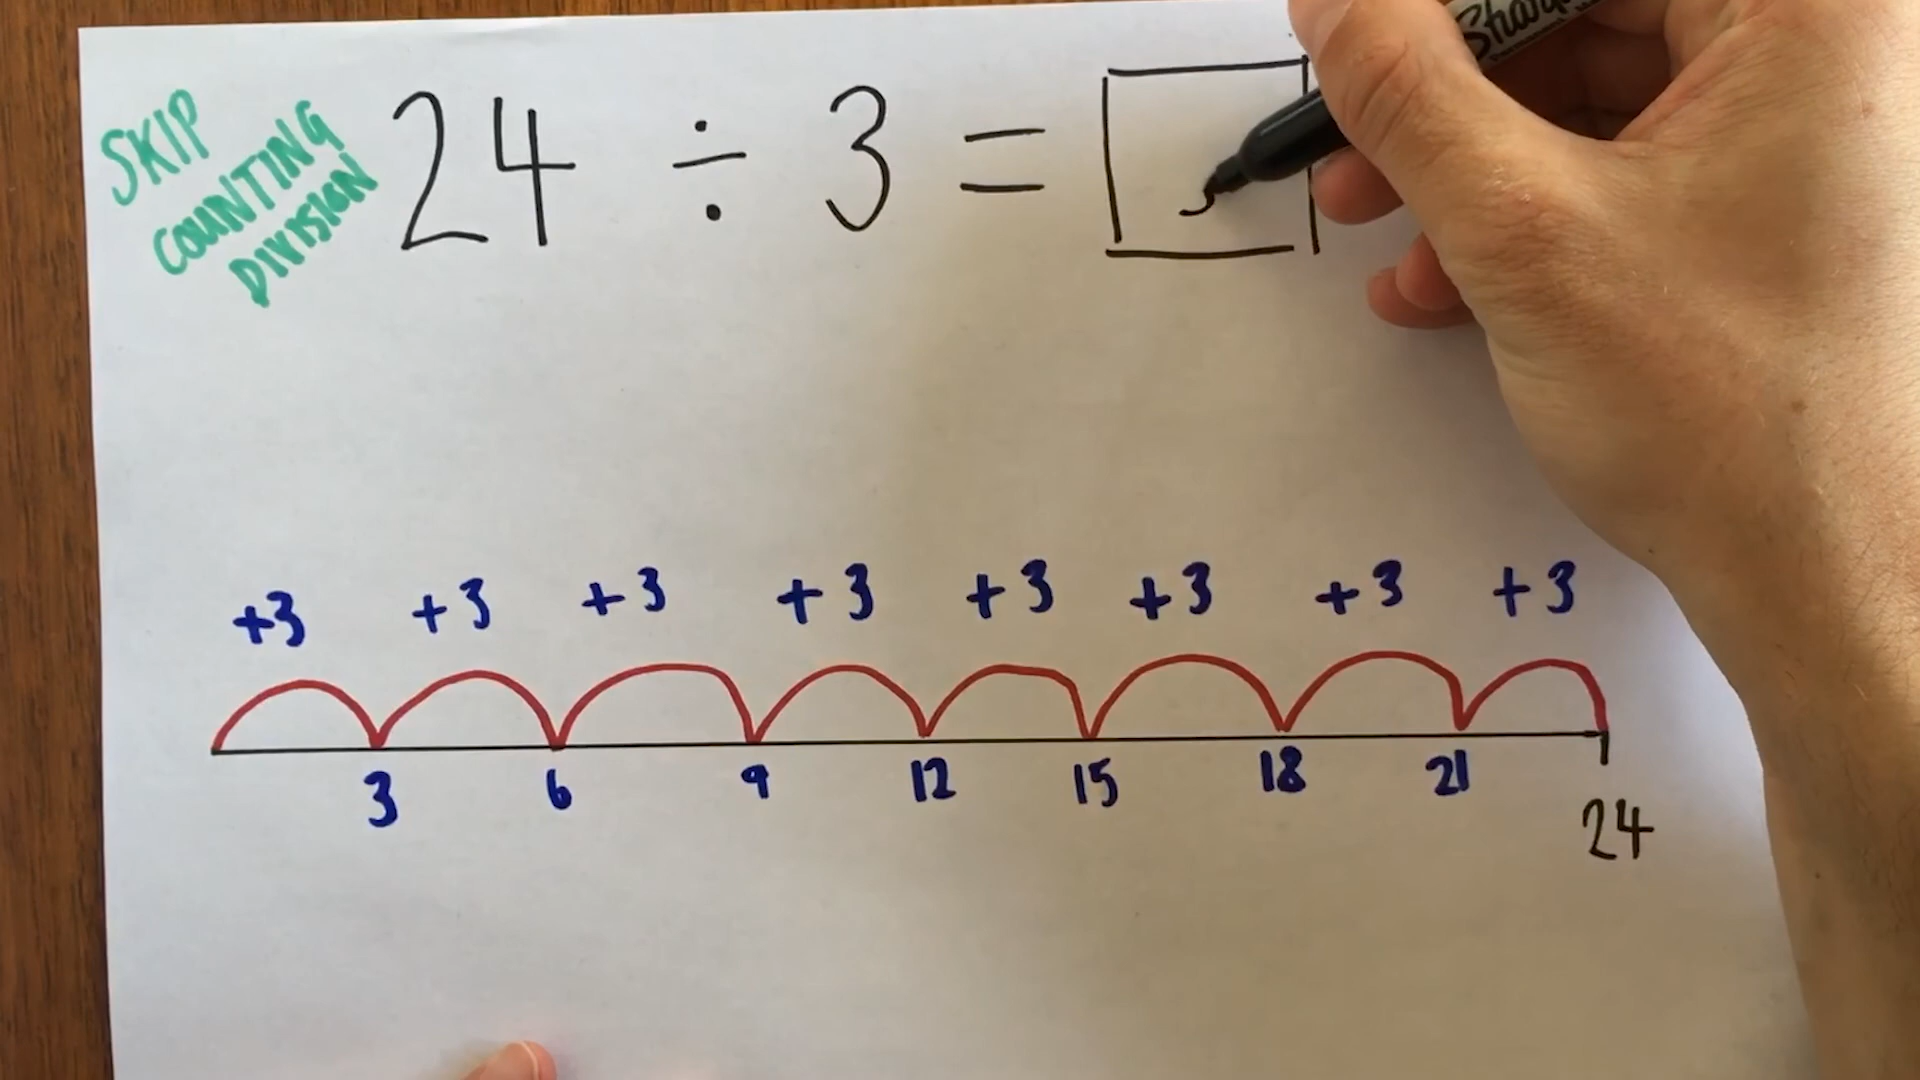 SKIP
COUNTING
DIVISION
24 ÷ 3 =
+3 +3 +3 +3 +3 +3 +3 +3
3 6 9 12 15 18 21 24